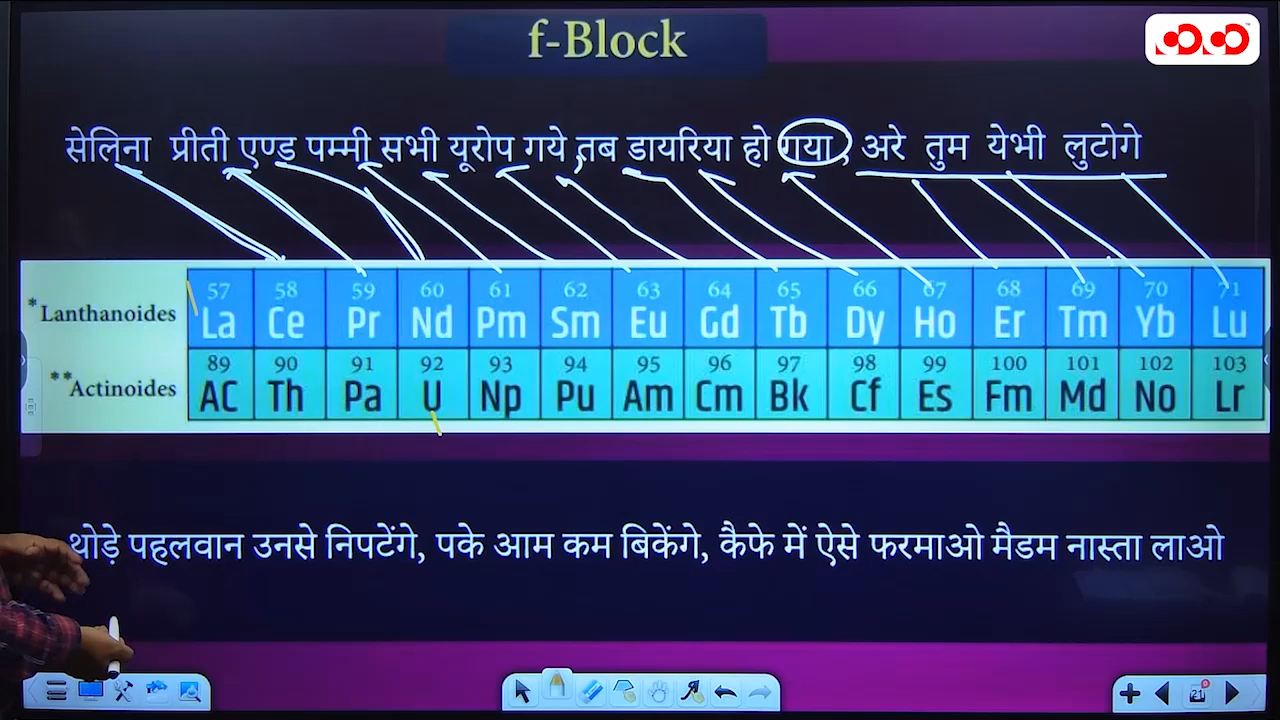 f-Block
सेलिना प्रीती एण्ड पम्मी सभी यूरोप गये, तब डायरिया हो गया, अरे तुम येभी लुटोगे
57 58 59 60 61 62 63 64 65 66 67 68 69 70 71
*Lanthanoides La Ce Pr Nd Pm Sm Eu Gd Tb Dy Ho Er Tm Yb Lu
89 90 91 92 93 94 95 96 97 98 99 100 101 102 103
**Actinoides AC Th Pa U Np Pu Am Cm Bk Cf Es Fm Md No Lr
थोड़े पहलवान उनसे निपटेंगे, पके आम कम बिकेंगे, कैफे में ऐसे फरमाओ मैडम नास्ता लाओ
21